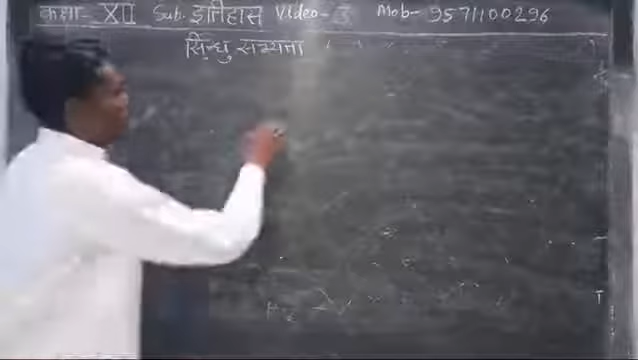 कक्षा- XII Sub. इतिहास Video- 3 Mob- 9571100296
सिन्धु सभ्यता